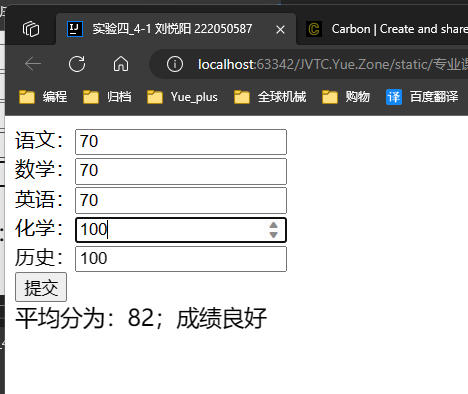 实验四_4-1 刘悦阳 222050587
Carbon | Create and share
localhost:63342/JVTC.Yue.Zone/static/专业课
编程 归档 Yue_plus 全球机械 购物 译 百度翻译
语文：70
数学：70
英语：70
化学：100
历史：100
提交
平均分为：82；成绩良好